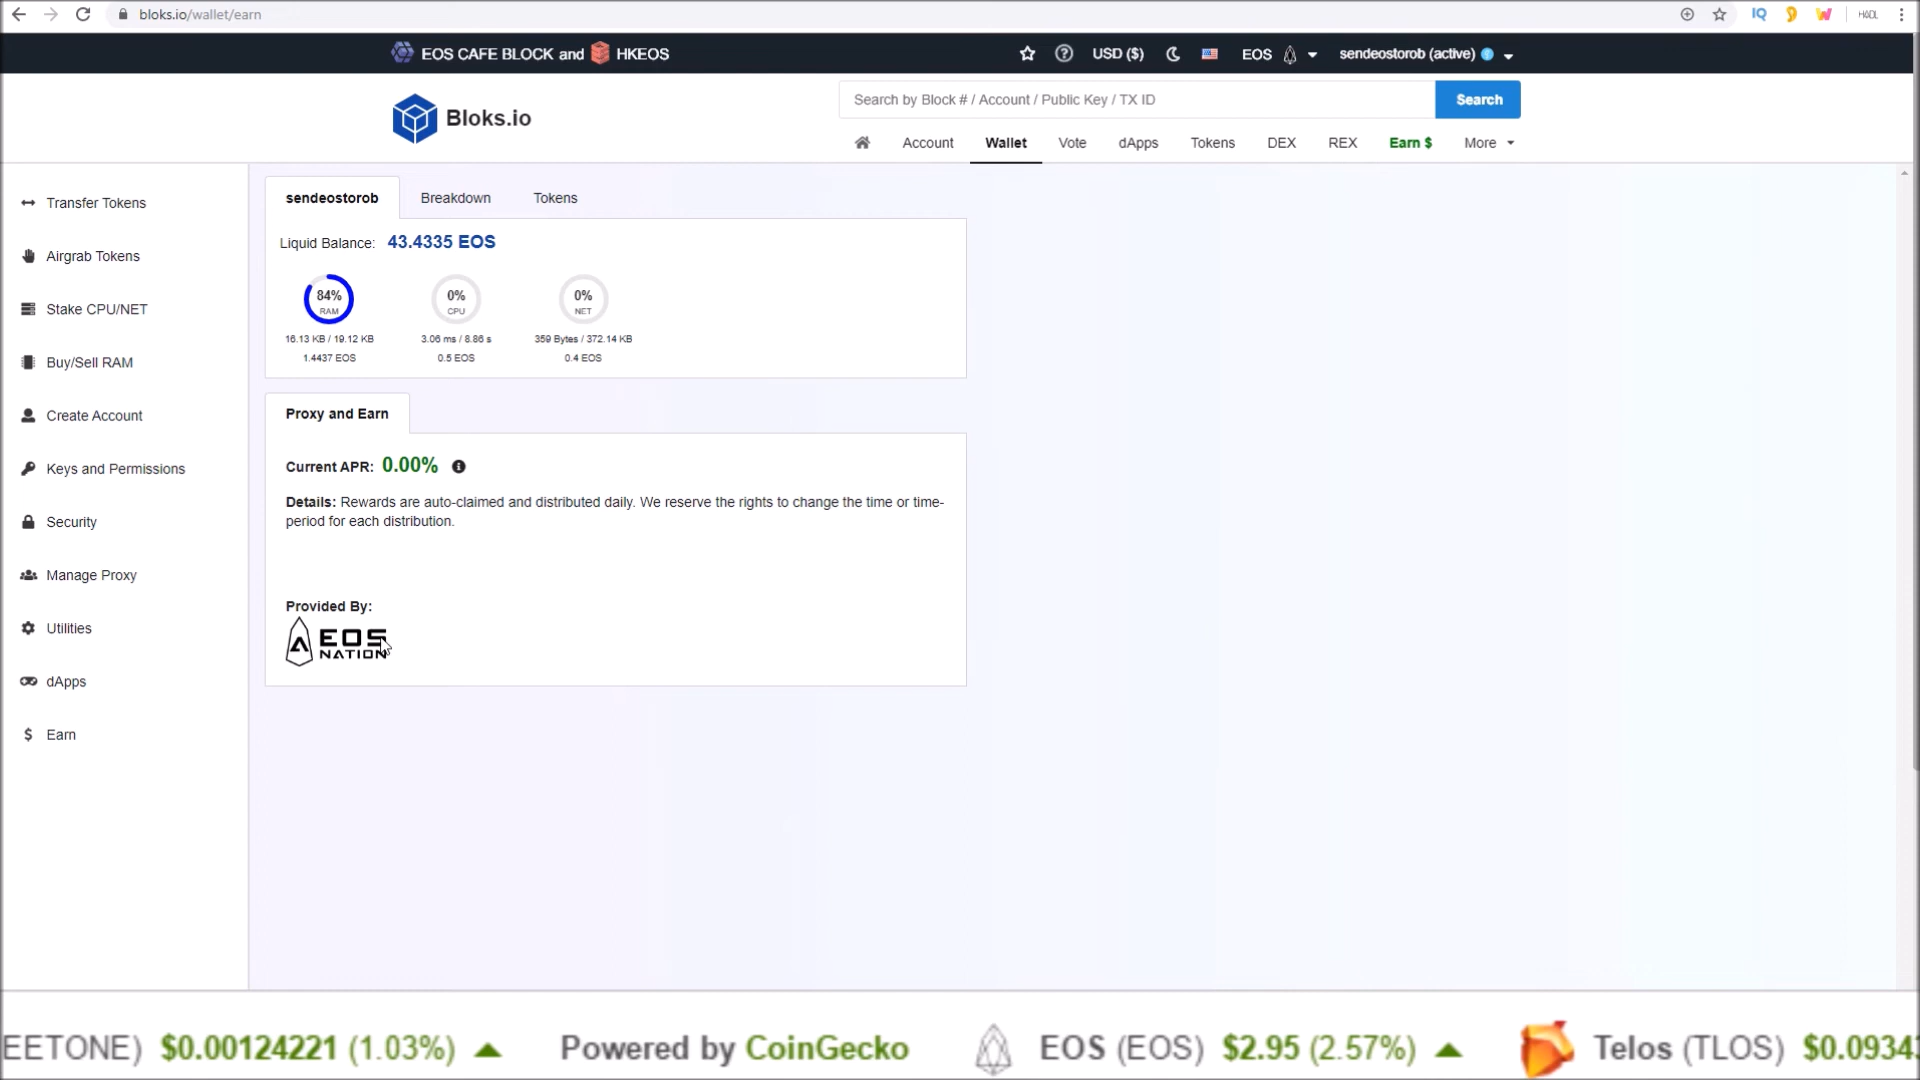 bloks.io/wallet/earn
IQ
HODL
EOS CAFE BLOCK and HKEOS
USD ($)
EOS
sendeostorob (active)
Bloks.io
Search by Block # / Account / Public Key / TX ID
Search
Account
Wallet
Vote
dApps
Tokens
DEX
REX
Earn $
More
Transfer Tokens
Airgrab Tokens
Stake CPU/NET
Buy/Sell RAM
Create Account
Keys and Permissions
Security
Manage Proxy
Utilities
dApps
$ Earn
sendeostorob
Breakdown
Tokens
Liquid Balance: 43.4335 EOS
84%
RAM
16.13 KB / 19.12 KB
1.4437 EOS
0%
CPU
3.06 ms / 8.86 s
0.5 EOS
0%
NET
359 Bytes / 372.14 KB
0.4 EOS
Proxy and Earn
Current APR: 0.00%
Details: Rewards are auto-claimed and distributed daily. We reserve the rights to change the time or time-
period for each distribution.
Provided By:
EOS
NATION
EETONE) $0.00124221 (1.03%)
Powered by CoinGecko
EOS (EOS) $2.95 (2.57%)
Telos (TLOS) $0.0934